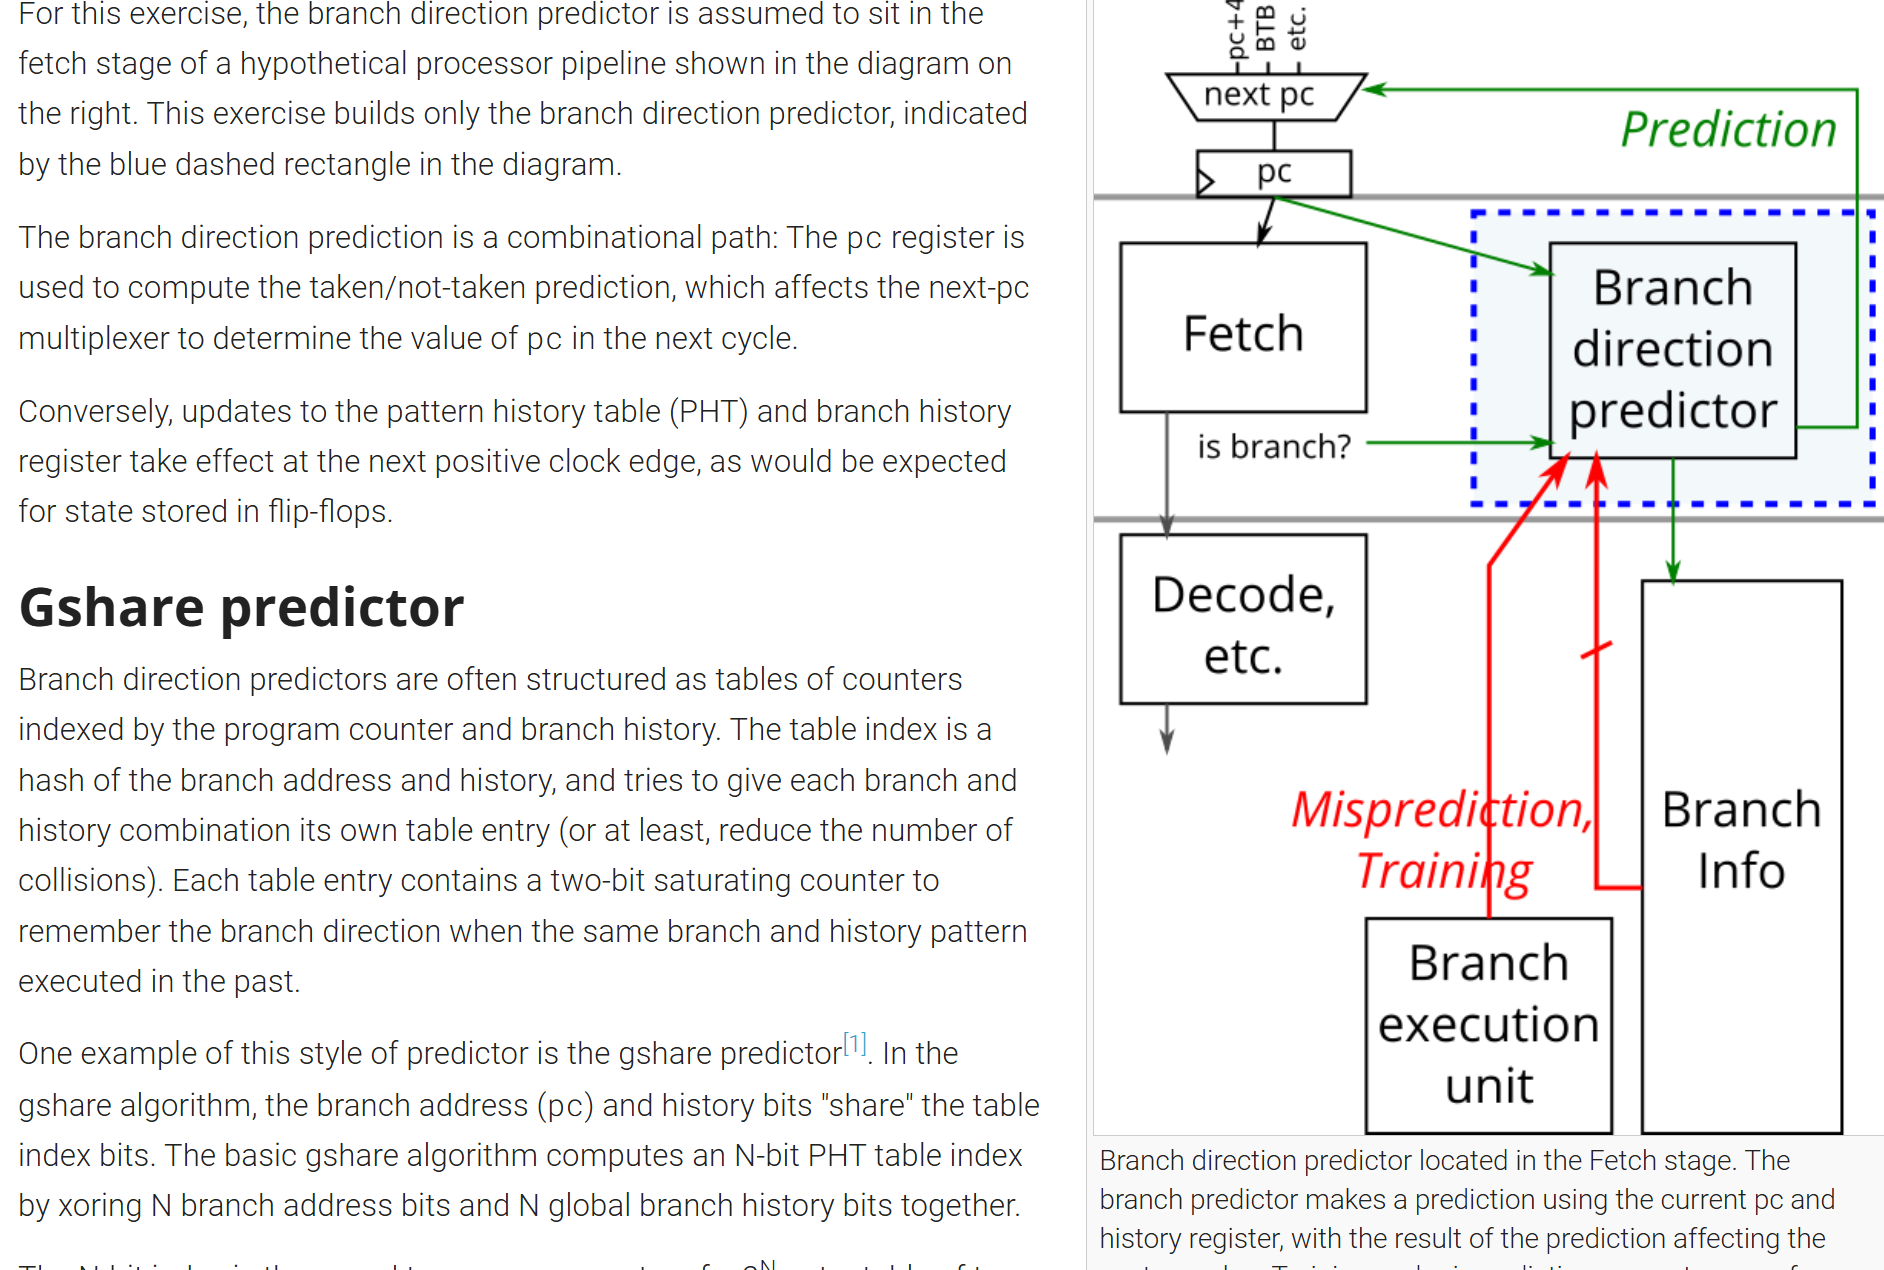 For this exercise, the branch direction predictor is assumed to sit in the
fetch stage of a hypothetical processor pipeline shown in the diagram on
the right. This exercise builds only the branch direction predictor, indicated
by the blue dashed rectangle in the diagram.
The branch direction prediction is a combinational path: The pc register is
used to compute the taken/not-taken prediction, which affects the next-pc
multiplexer to determine the value of pc in the next cycle.
Conversely, updates to the pattern history table (PHT) and branch history
register take effect at the next positive clock edge, as would be expected
for state stored in flip-flops.
Gshare predictor
Branch direction predictors are often structured as tables of counters
indexed by the program counter and branch history. The table index is a
hash of the branch address and history, and tries to give each branch and
history combination its own table entry (or at least, reduce the number of
collisions). Each table entry contains a two-bit saturating counter to
remember the branch direction when the same branch and history pattern
executed in the past.
One example of this style of predictor is the gshare predictor[1]. In the
gshare algorithm, the branch address (pc) and history bits "share" the table
index bits. The basic gshare algorithm computes an N-bit PHT table index
by xoring N branch address bits and N global branch history bits together.
pc+4
BTB
etc.
next pc
Prediction
pc
Fetch
Branch
direction
predictor
is branch?
Decode,
etc.
Misprediction,
Training
Branch
Info
Branch
execution
unit
Branch direction predictor located in the Fetch stage. The
branch predictor makes a prediction using the current pc and
history register, with the result of the prediction affecting the